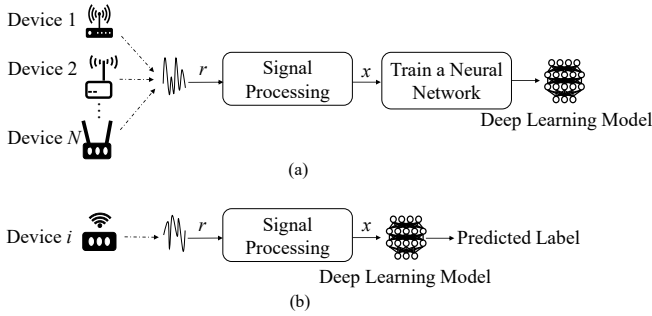 Device 1
Device 2
Device N
r
Signal
Processing
x
Train a Neural
Network
Deep Learning Model
(a)
Device i
r
Signal
Processing
x
Predicted Label
Deep Learning Model
(b)